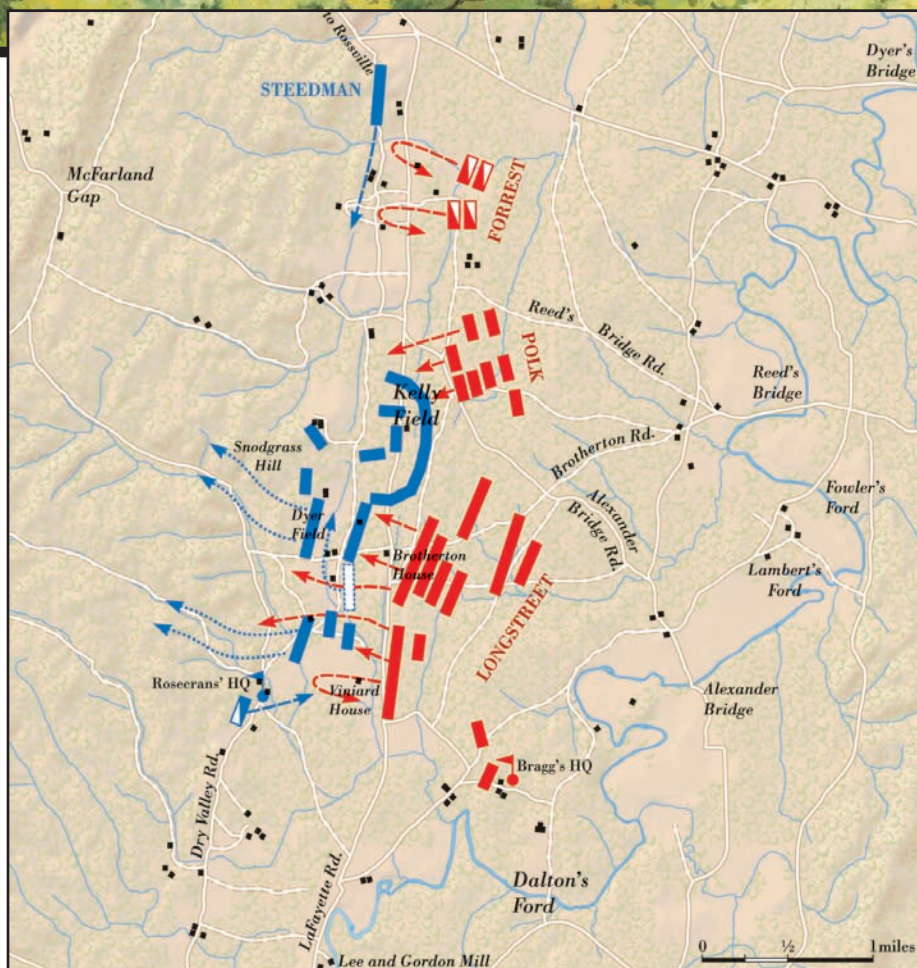 to Rossville
STEEDMAN
Dyer's
Bridge
McFarland
Gap
FORREST
Reed's
Bridge Rd.
POLK
Reed's
Bridge
Kelly
Field
Snodgrass
Hill
Brotherton Rd.
Fowler's
Ford
Dyer
Field
Alexander
Bridge Rd.
Brotherton
House
Lambert's
Ford
LONGSTREET
Rosecrans' HQ
Viniard
House
Alexander
Bridge
Bragg's HQ
Dry Valley Rd.
LaFayette Rd.
Dalton's
Ford
Lee and Gordon Mill
0 ½ 1miles